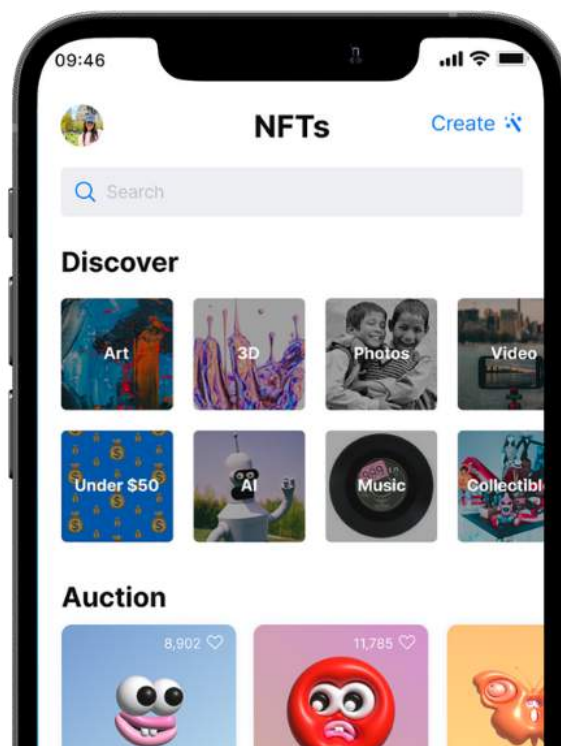 09:46
NFTs
Create
Search
Discover
Art
3D
Photos
Video
Under $50
AI
Music
Collectibl
Auction
8,902
11,785